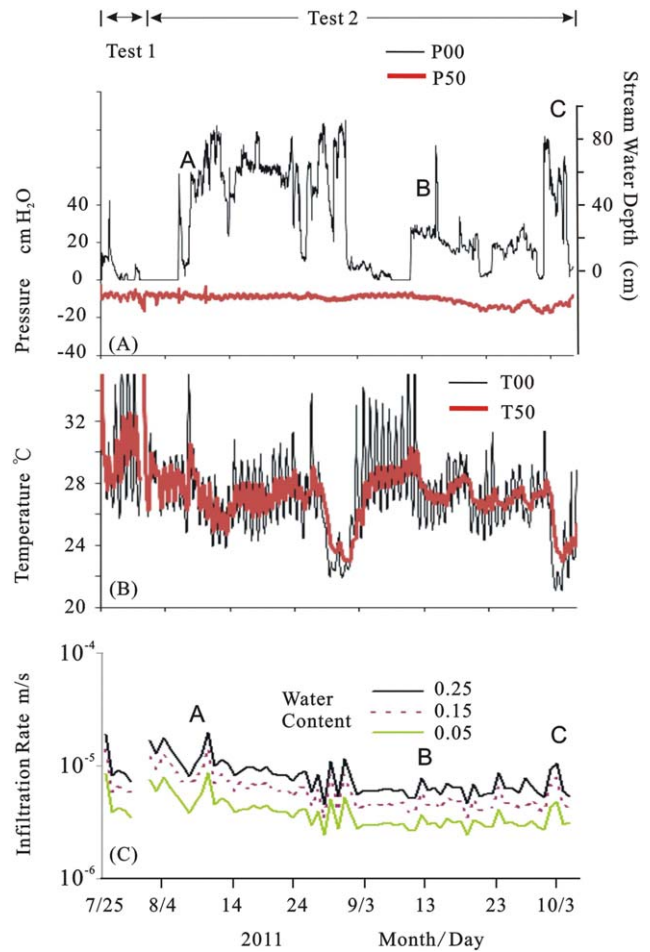 Test 1
Test 2
P00
P50
A
B
C
80
40
0
Stream Water Depth (cm)
40
20
0
-20
-40
Pressure cm H₂O
(A)
T00
T50
32
28
24
20
Temperature ℃
(B)
10⁻⁴
10⁻⁵
10⁻⁶
Infiltration Rate m/s
Water
Content
0.25
0.15
0.05
A
B
C
(C)
7/25 8/4 14 24 9/3 13 23 10/3
2011 Month/Day